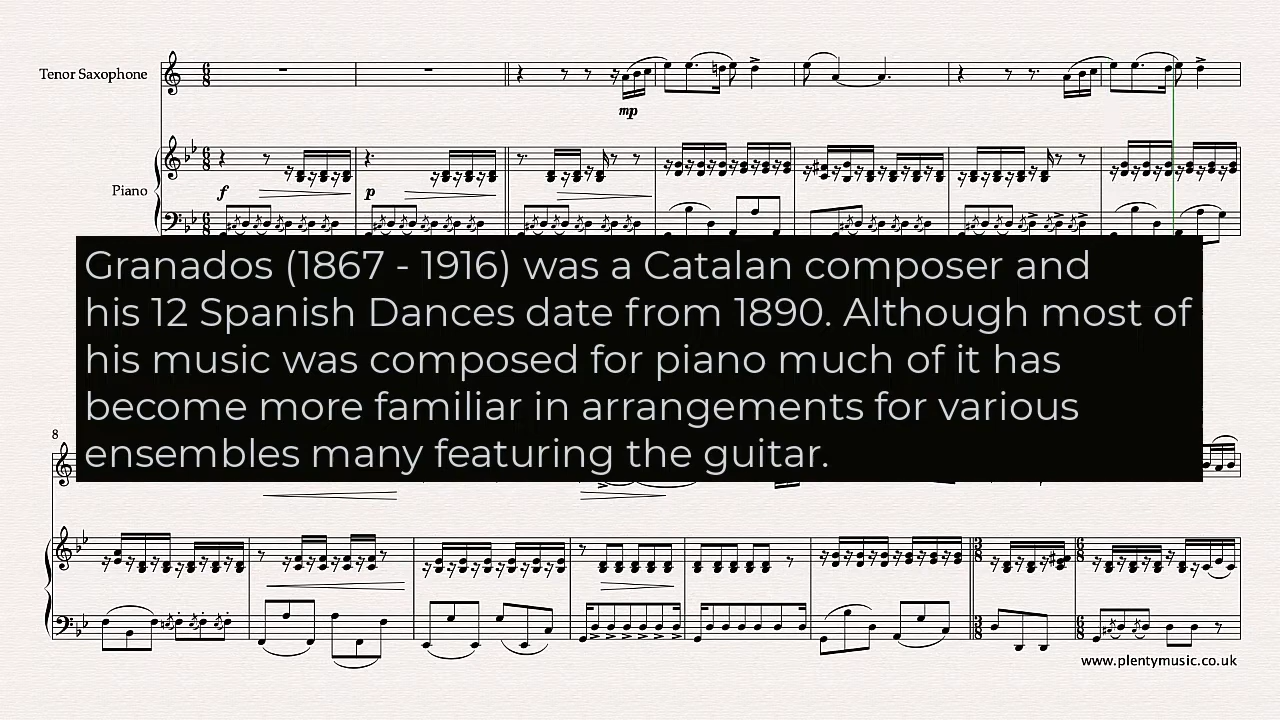 Tenor Saxophone
mp
Piano
f
p
Granados (1867 - 1916) was a Catalan composer and
his 12 Spanish Dances date from 1890. Although most of
his music was composed for piano much of it has
become more familiar in arrangements for various
ensembles many featuring the guitar.
8
www.plentymusic.co.uk